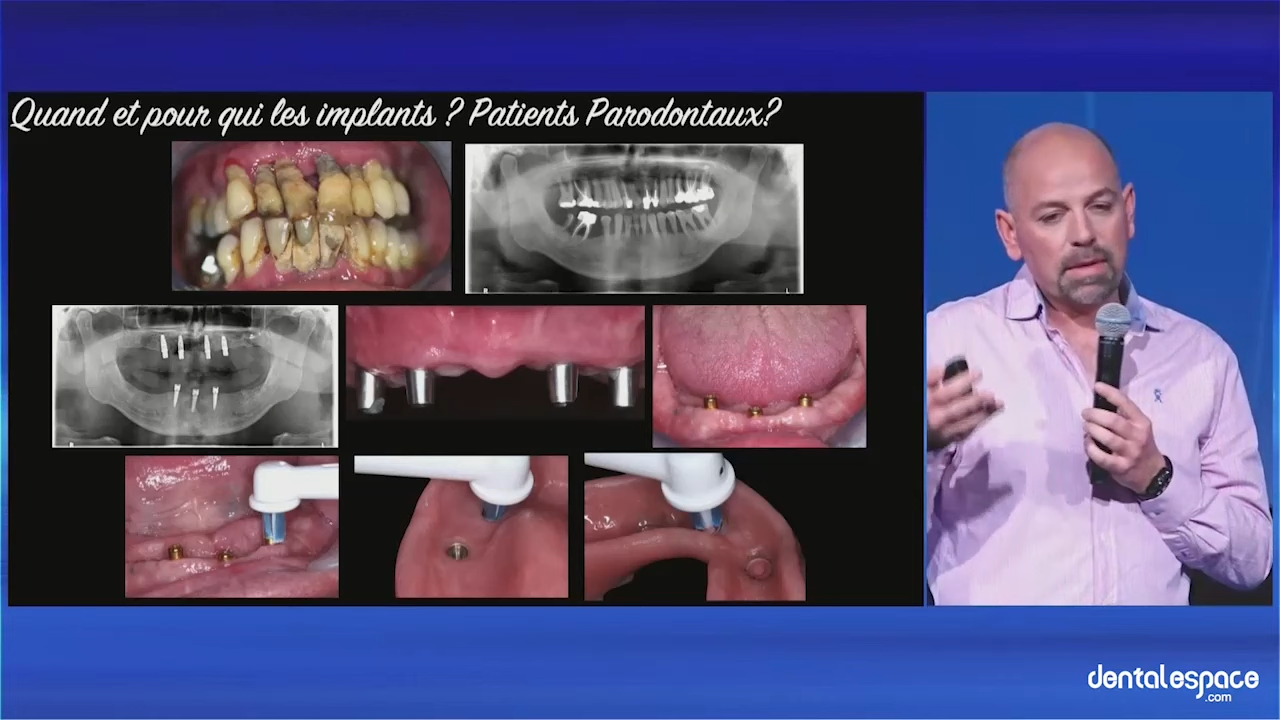 Quand et pour qui les implants ? Patients Parodontaux?
R
L
dentalespace
.com